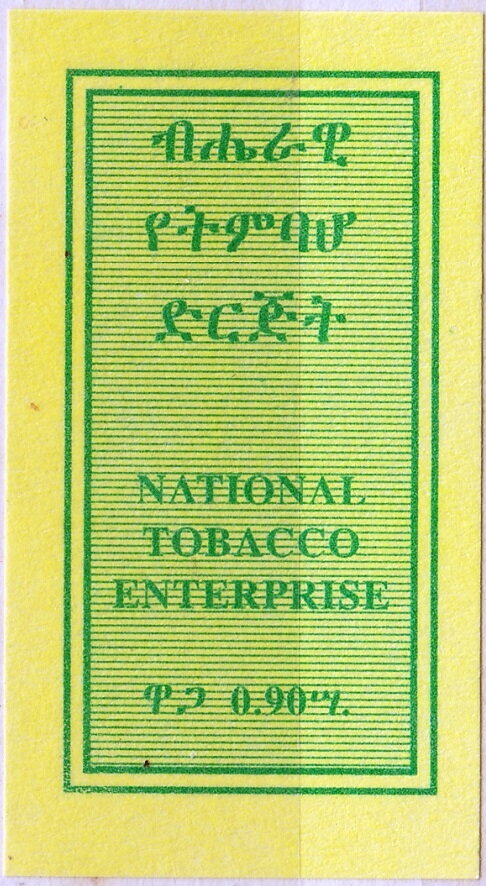 ብሔራዊ
የትምባሆ
ድርጅት
NATIONAL
TOBACCO
ENTERPRISE
ዋጋ 0.90ሣ.